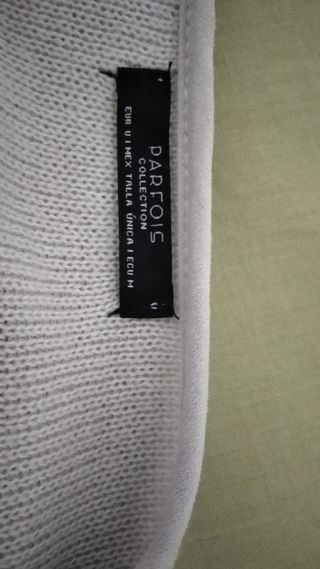 PARFOIS
COLLECTION
EUR U I MEX TALLA ÚNICA I ECU M